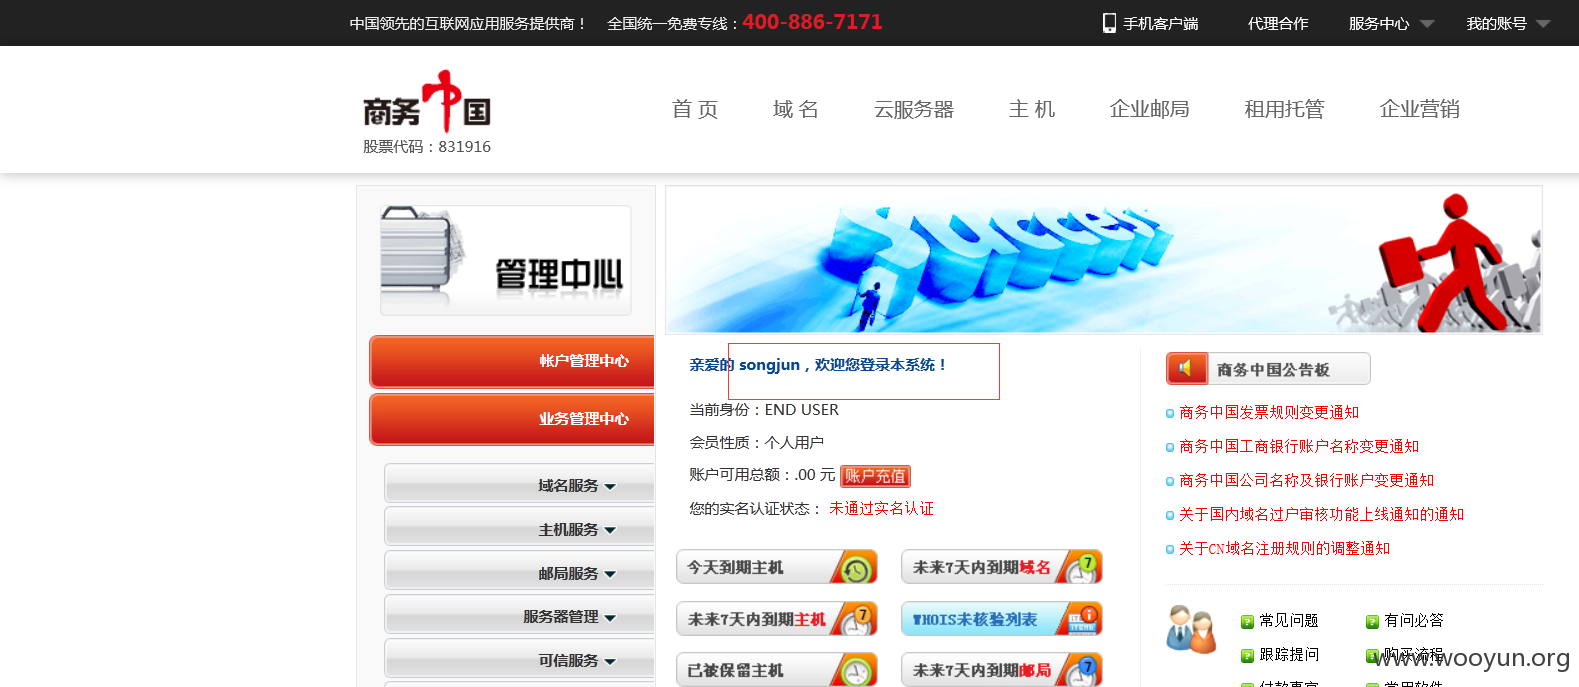 中国领先的互联网应用服务提供商！ 全国统一免费专线：400-886-7171
手机客户端 代理合作 服务中心 我的账号
商务中国
股票代码：831916
首 页 域 名 云服务器 主 机 企业邮局 租用托管 企业营销
管理中心
帐户管理中心
业务管理中心
域名服务
主机服务
邮局服务
服务器管理
可信服务
Succe
亲爱的 songjun，欢迎您登录本系统！
当前身份：END USER
会员性质：个人用户
账户可用总额：.00 元 账户充值
您的实名认证状态： 未通过实名认证
今天到期主机
未来7天内到期域名 7
未来7天内到期主机 7
WHOIS未核验列表
已被保留主机
未来7天内到期邮局 7
商务中国公告板
商务中国发票规则变更通知
商务中国工商银行账户名称变更通知
商务中国公司名称及银行账户变更通知
关于国内域名过户审核功能上线通知的通知
关于CN域名注册规则的调整通知
常见问题 有问必答
跟踪提问 购买流程
www.wooyun.org